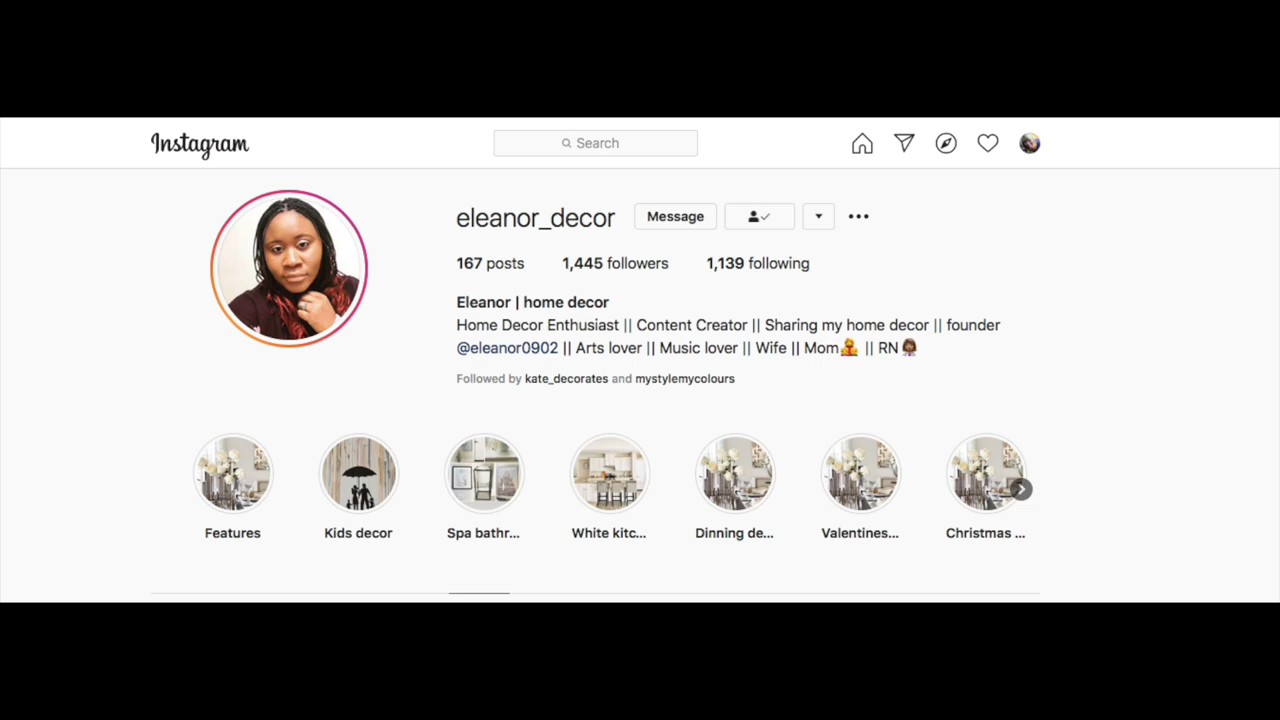 Instagram
Search
eleanor_decor
Message
167 posts
1,445 followers
1,139 following
Eleanor | home decor
Home Decor Enthusiast || Content Creator || Sharing my home decor || founder
@eleanor0902 || Arts lover || Music lover || Wife || Mom || RN
Followed by kate_decorates and mystylemycolours
Features
Kids decor
Spa bathr...
White kitc...
Dinning de...
Valentines...
Christmas ...